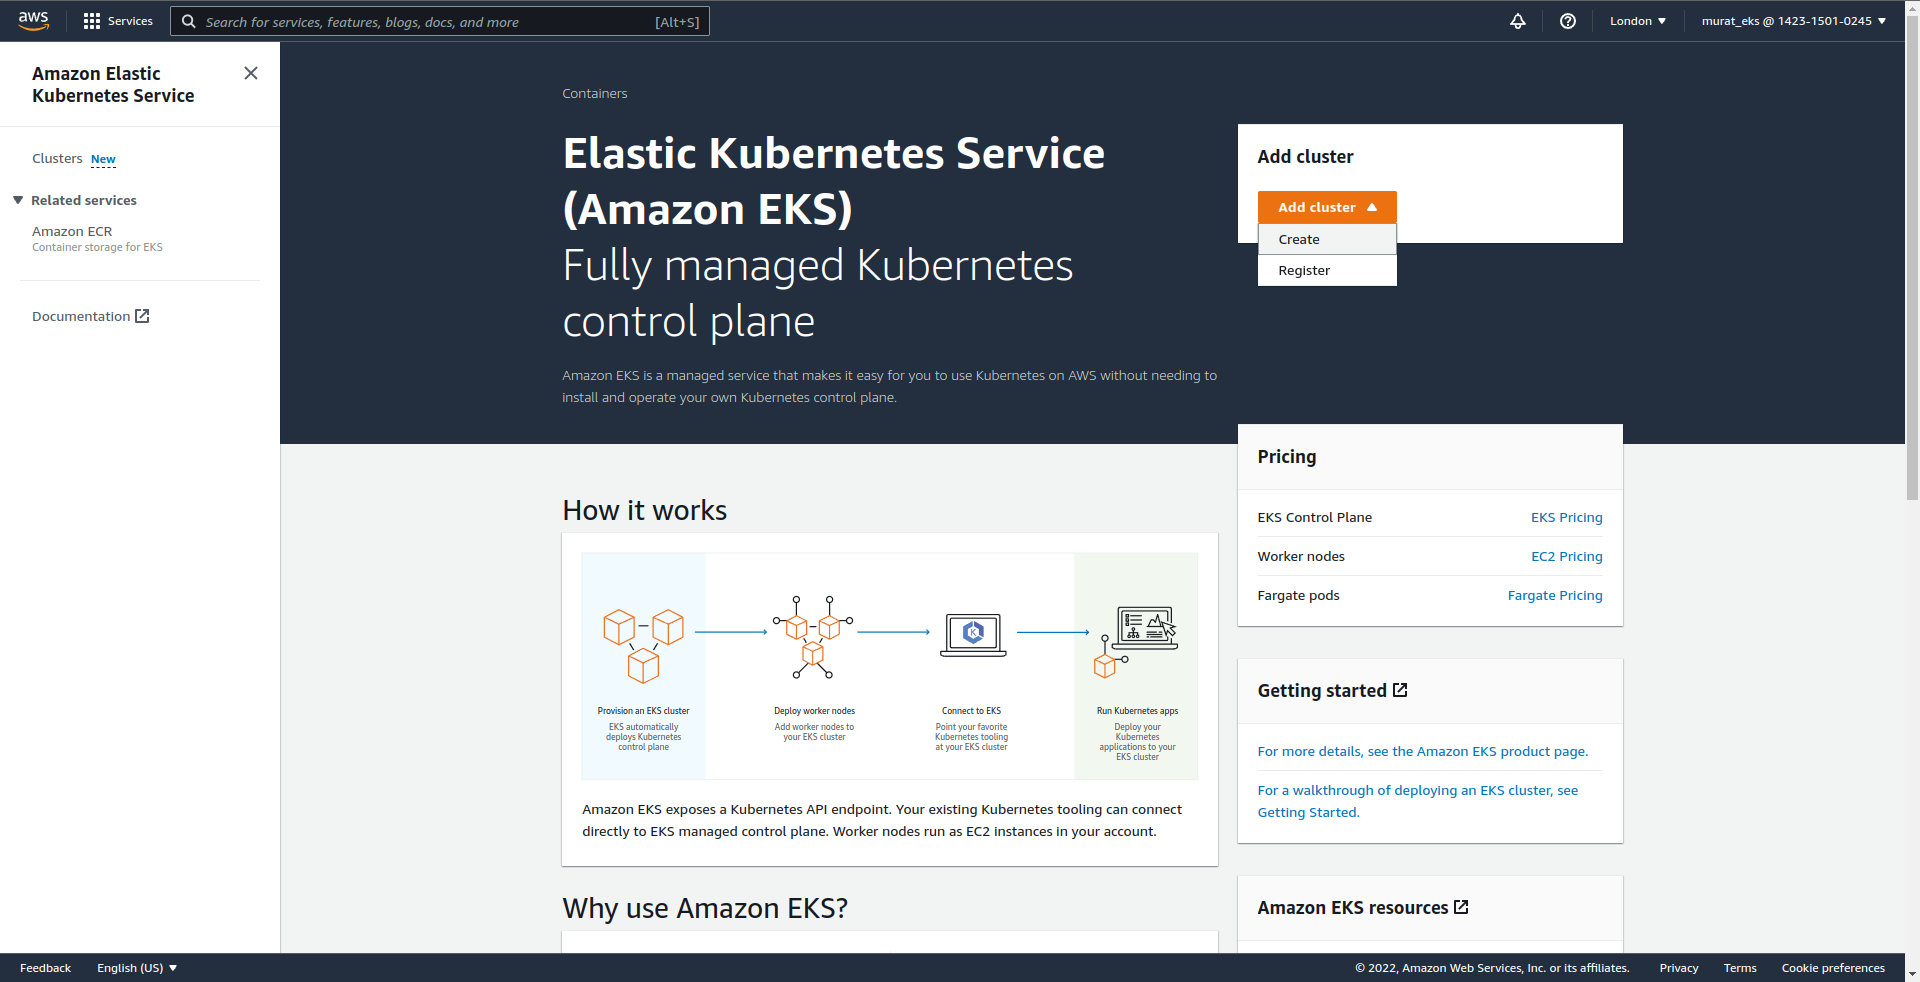 aws
Services
Search for services, features, blogs, docs, and more
[Alt+S]
London
murat_eks @ 1423-1501-0245
Amazon Elastic
Kubernetes Service
Clusters New
Related services
Amazon ECR
Container storage for EKS
Documentation
Containers
Elastic Kubernetes Service
(Amazon EKS)
Fully managed Kubernetes
control plane
Amazon EKS is a managed service that makes it easy for you to use Kubernetes on AWS without needing to
install and operate your own Kubernetes control plane.
Add cluster
Add cluster
Create
Register
How it works
Provision an EKS cluster
EKS automatically
deploys Kubernetes
control plane
Deploy worker nodes
Add worker nodes to
your EKS cluster
Connect to EKS
Point your favorite
Kubernetes tooling
at your EKS cluster
Run Kubernetes apps
Deploy your
Kubernetes
applications to your
EKS cluster
Amazon EKS exposes a Kubernetes API endpoint. Your existing Kubernetes tooling can connect
directly to EKS managed control plane. Worker nodes run as EC2 instances in your account.
Why use Amazon EKS?
Pricing
EKS Control Plane
EKS Pricing
Worker nodes
EC2 Pricing
Fargate pods
Fargate Pricing
Getting started
For more details, see the Amazon EKS product page.
For a walkthrough of deploying an EKS cluster, see
Getting Started.
Amazon EKS resources
Feedback
English (US)
© 2022, Amazon Web Services, Inc. or its affiliates.
Privacy
Terms
Cookie preferences